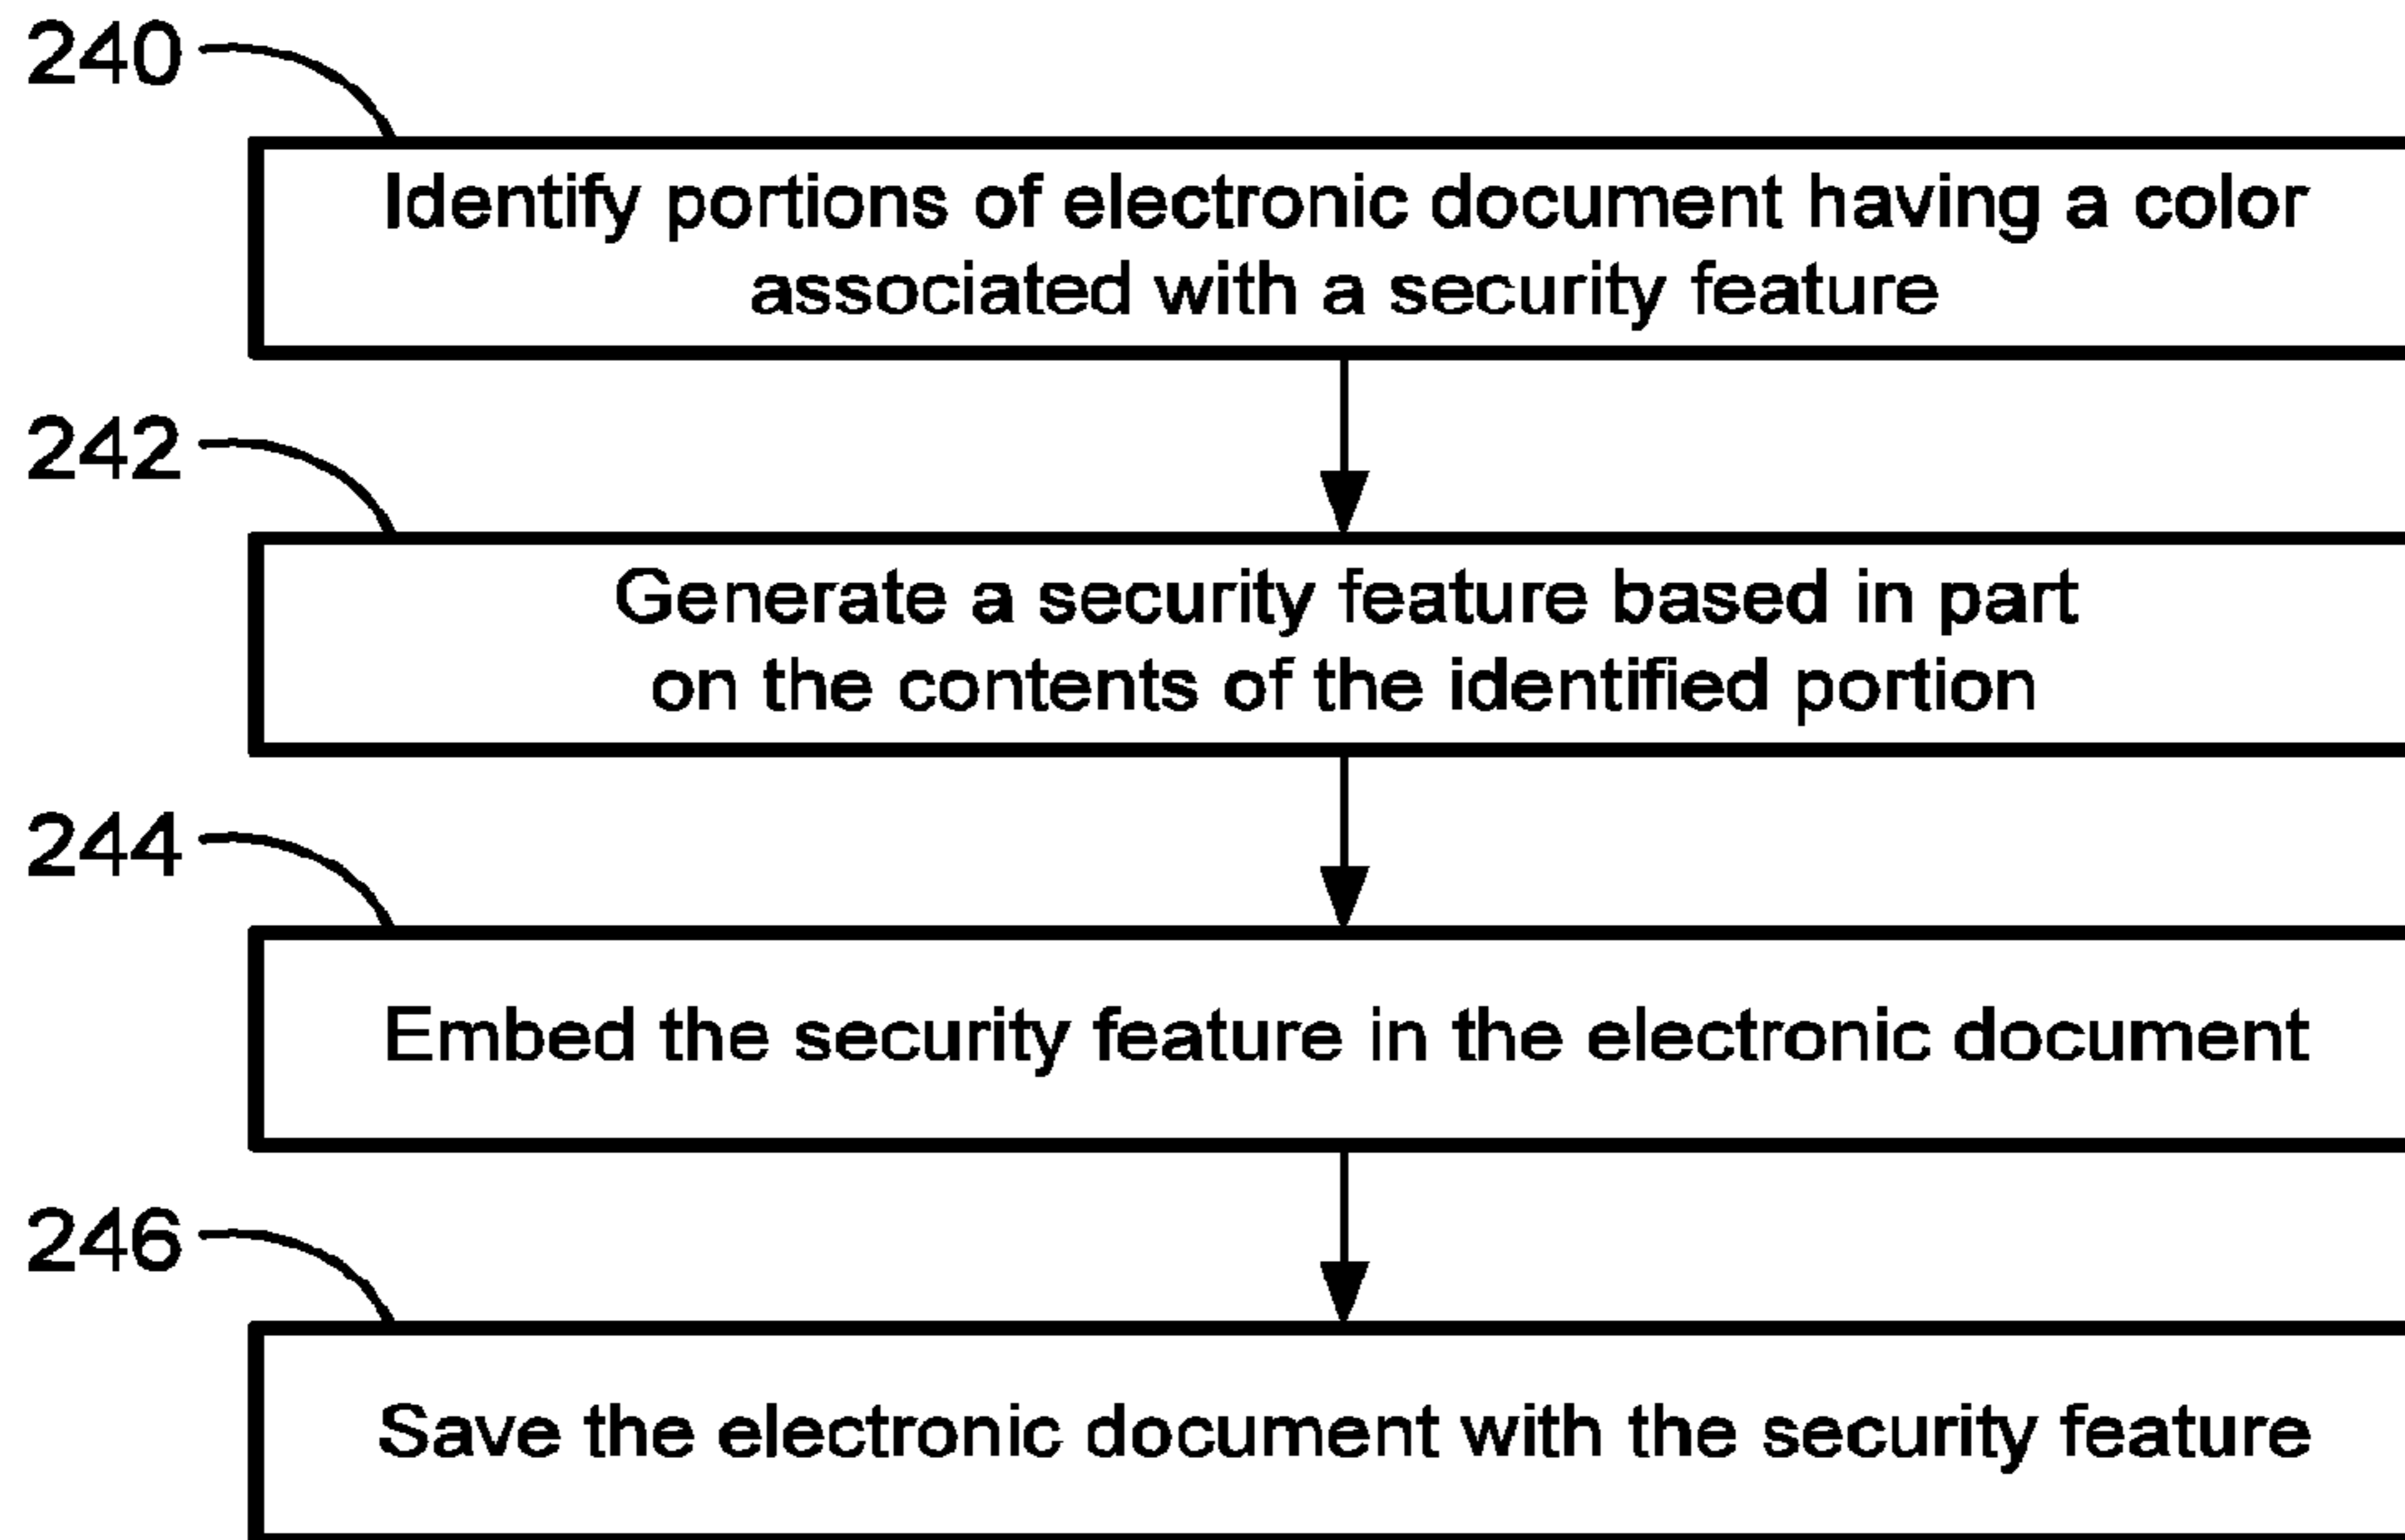 240
Identify portions of electronic document having a color
associated with a security feature
242
Generate a security feature based in part
on the contents of the identified portion
244
Embed the security feature in the electronic document
246
Save the electronic document with the security feature